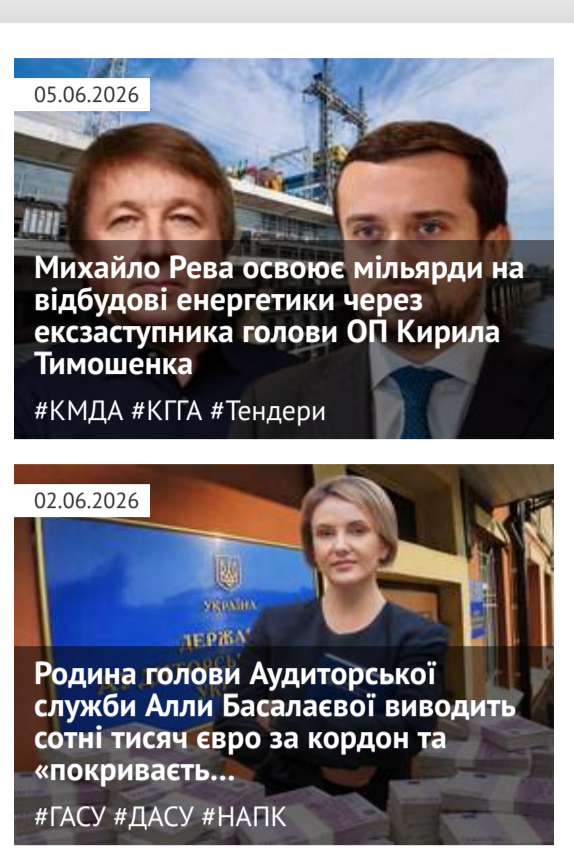 05.06.2026
Михайло Рева освоює мільярди на
відбудові енергетики через
ексзаступника голови ОП Кирила
Тимошенка
#КМДА #КГГА #Тендери
02.06.2026
УКРАЇНА
Родина голови Аудиторської
служби Алли Басалаєвої виводить
сотні тисяч євро за кордон та
«покриваєть...
#ГАСУ #ДАСУ #НАПК